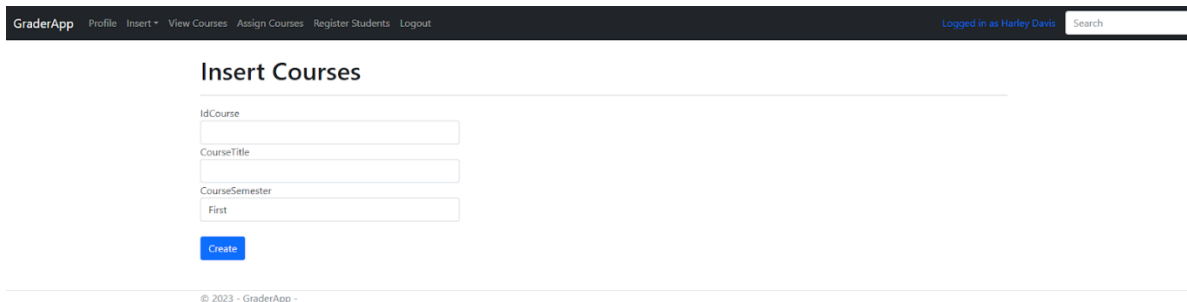 GraderApp Profile Insert View Courses Assign Courses Register Students Logout Logged in as Harley Davis Search
Insert Courses
IdCourse
CourseTitle
CourseSemester
First
Create
© 2023 - GraderApp -